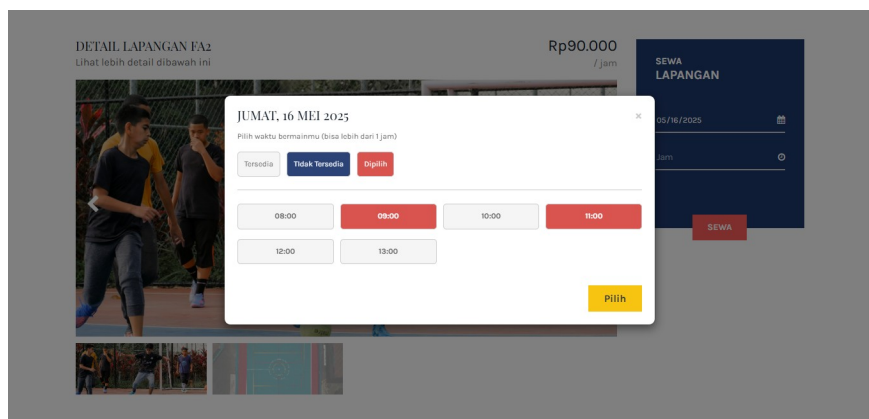 DETAIL LAPANGAN FA2
Lihat lebih detail dibawah ini
Rp90.000
/ jam
SEWA
LAPANGAN
05/16/2025
Jam
SEWA
JUMAT, 16 MEI 2025
×
Pilih waktu bermainmu (bisa lebih dari 1 jam)
Tersedia
Tidak Tersedia
Dipilih
08:00
09:00
10:00
11:00
12:00
13:00
Pilih